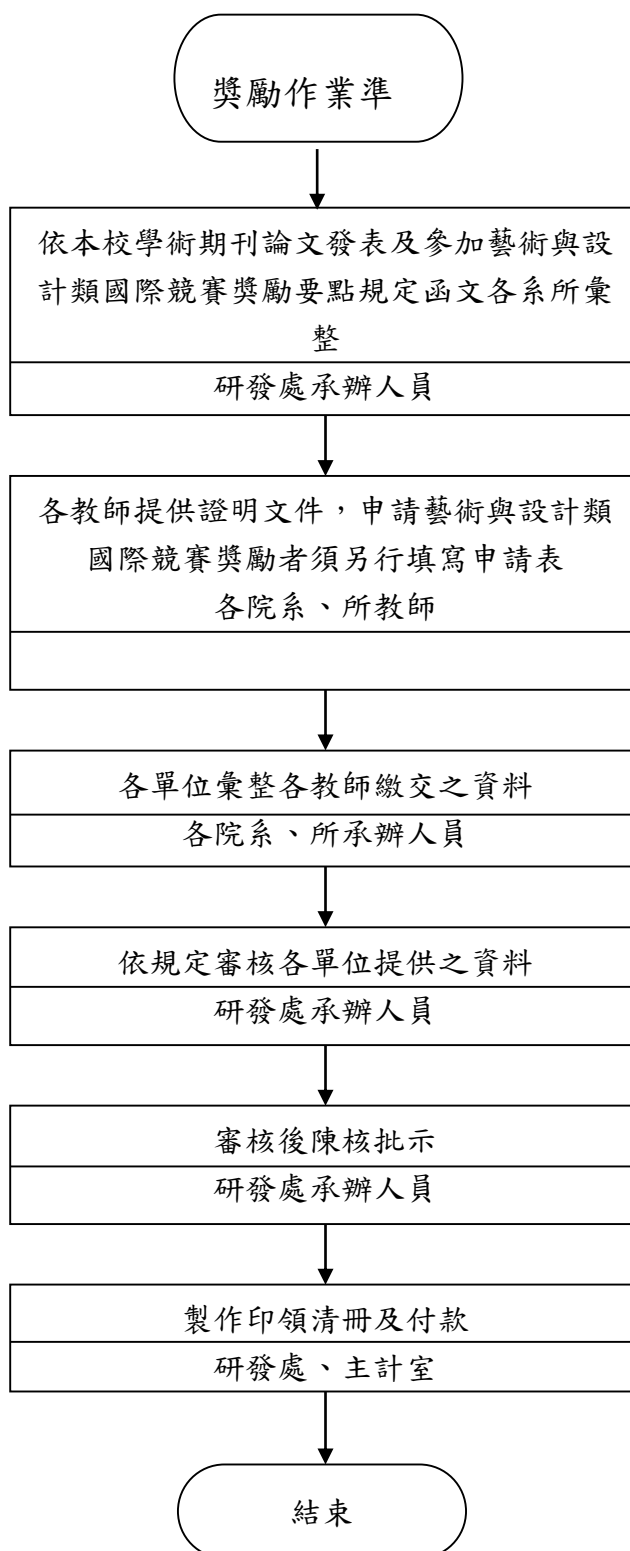 獎勵作業準
依本校學術期刊論文發表及參加藝術與設
計類國際競賽獎勵要點規定函文各系所彙
整
研發處承辦人員
各教師提供證明文件，申請藝術與設計類
國際競賽獎勵者須另行填寫申請表
各院系、所教師
各單位彙整各教師繳交之資料
各院系、所承辦人員
依規定審核各單位提供之資料
研發處承辦人員
審核後陳核批示
研發處承辦人員
製作印領清冊及付款
研發處、主計室
結束